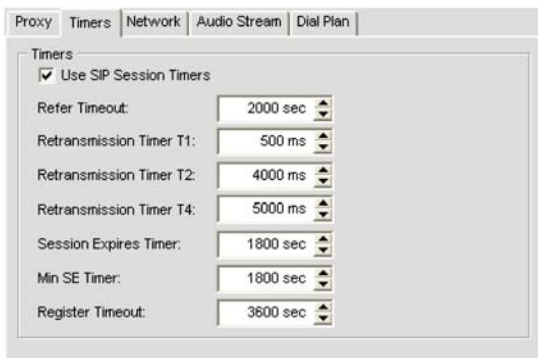 Proxy Timers Network Audio Stream Dial Plan
Timers
Use SIP Session Timers
Refer Timeout: 2000 sec
Retransmission Timer T1: 500 ms
Retransmission Timer T2: 4000 ms
Retransmission Timer T4: 5000 ms
Session Expires Timer: 1800 sec
Min SE Timer: 1800 sec
Register Timeout: 3600 sec